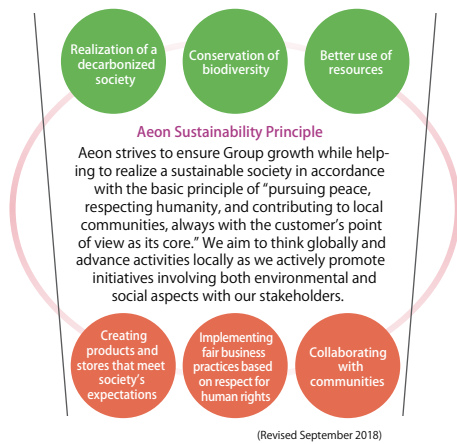 Realization of a
decarbonized
society
Conservation of
biodiversity
Better use of
resources
Aeon Sustainability Principle
Aeon strives to ensure Group growth while help-
ing to realize a sustainable society in accordance
with the basic principle of “pursuing peace,
respecting humanity, and contributing to local
communities, always with the customer’s point
of view as its core.” We aim to think globally and
advance activities locally as we actively promote
initiatives involving both environmental and
social aspects with our stakeholders.
Creating
products and
stores that meet
society’s
expectations
Implementing
fair business
practices based
on respect for
human rights
Collaborating
with
communities
(Revised September 2018)